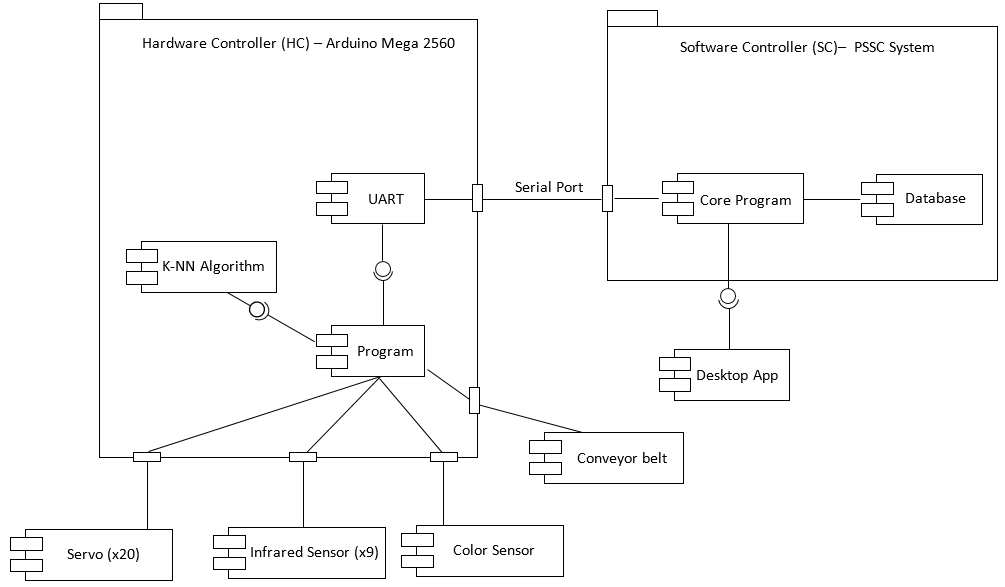 Hardware Controller (HC) – Arduino Mega 2560
Software Controller (SC)–  PSSC System
UART
Serial Port
Core Program
Database
K-NN Algorithm
Program
Desktop App
Conveyor belt
Servo (x20)
Infrared Sensor (x9)
Color Sensor